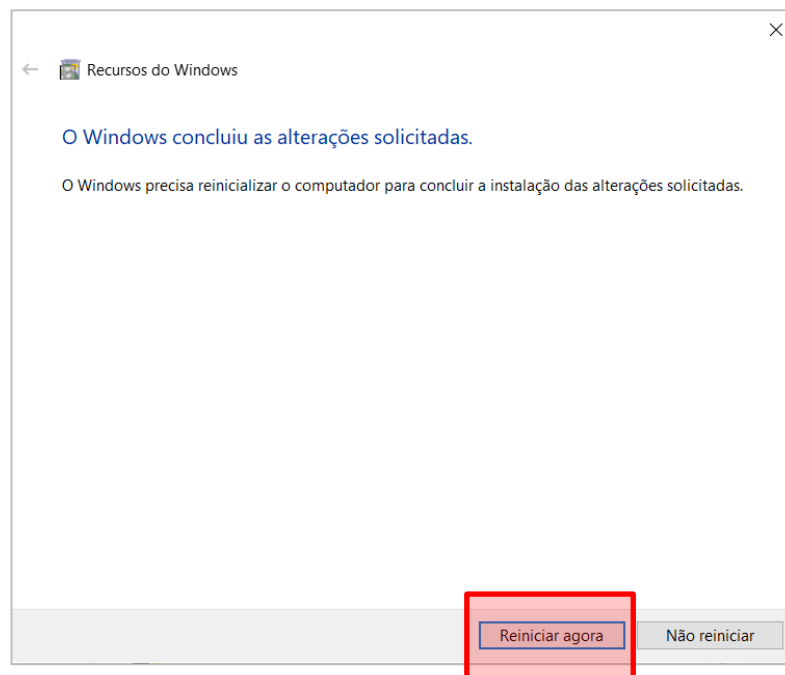 Recursos do Windows
O Windows concluiu as alterações solicitadas.
O Windows precisa reinicializar o computador para concluir a instalação das alterações solicitadas.
Reiniciar agora
Não reiniciar